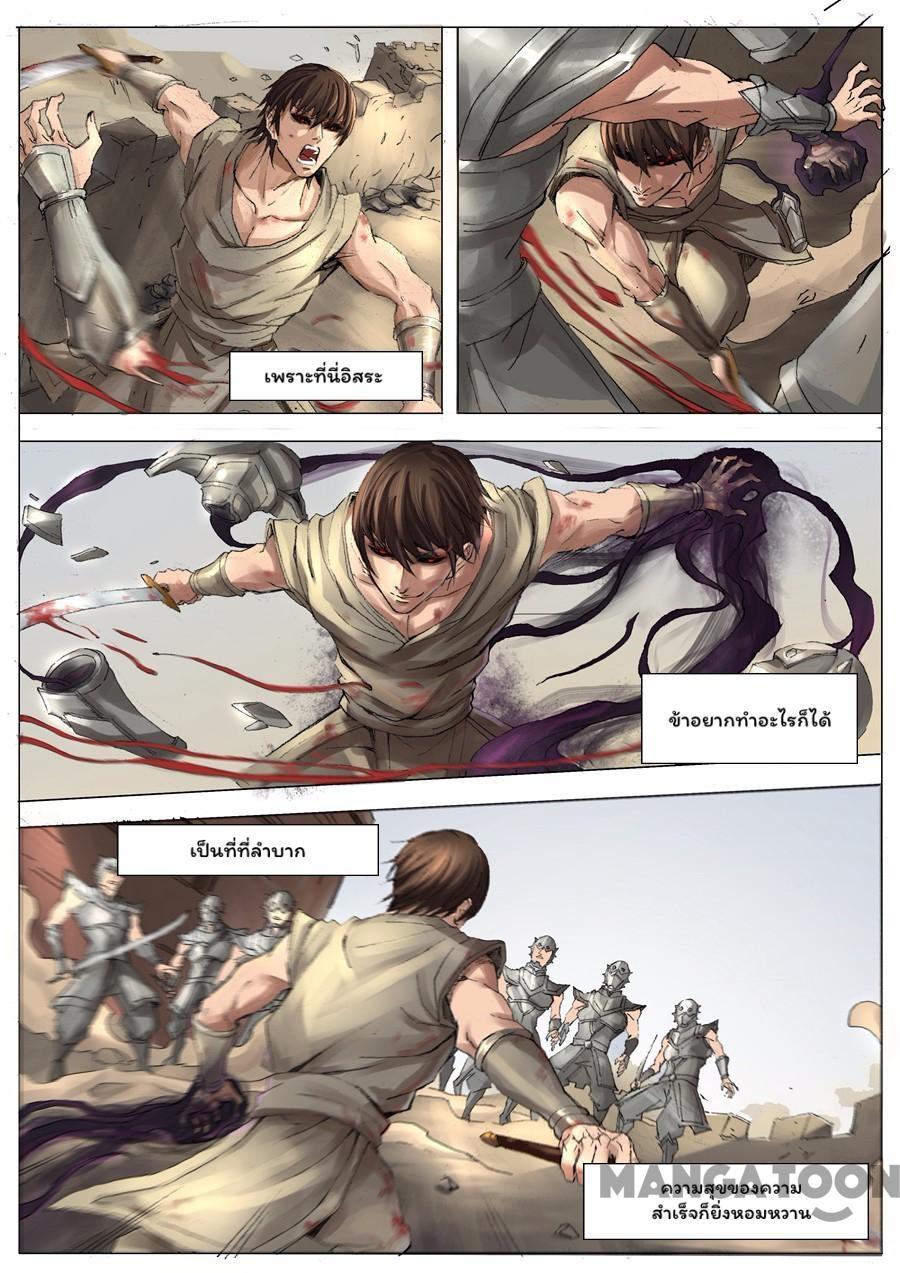 เพราะที่นี่อิสระ
ข้าอยากทำอะไรก็ได้
เป็นที่ที่ลำบาก
ความสุขของความ
สำเร็จก็ยิ่งหอมหวาน
MANGATOON